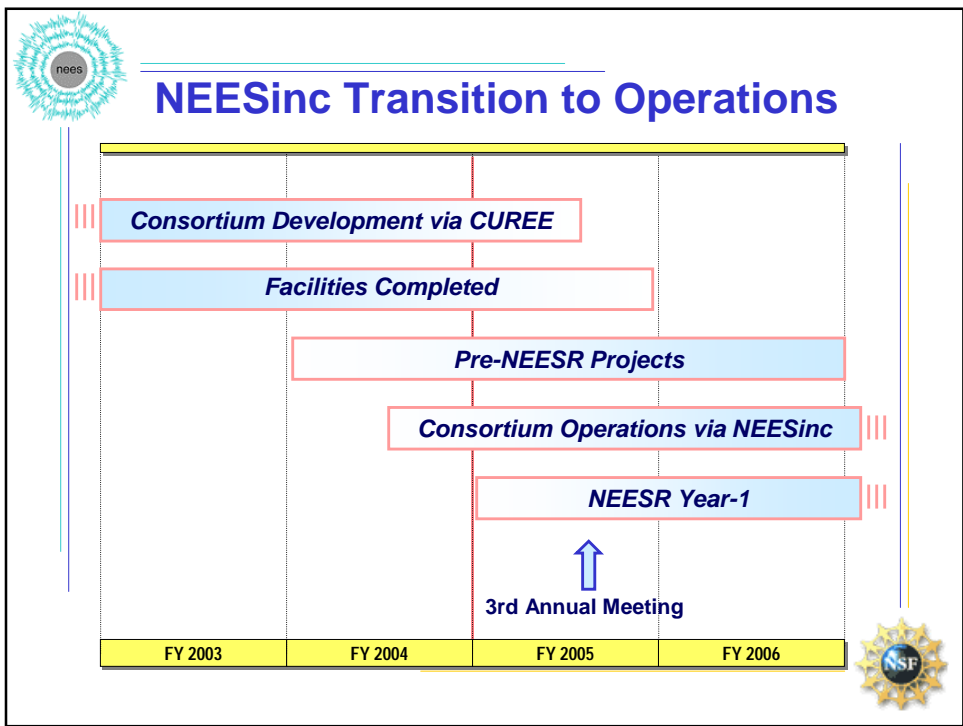 nees
NEESinc Transition to Operations
Consortium Development via CUREE
Facilities Completed
Pre-NEESR Projects
Consortium Operations via NEESinc
NEESR Year-1
3rd Annual Meeting
FY 2003 FY 2004 FY 2005 FY 2006
NSF